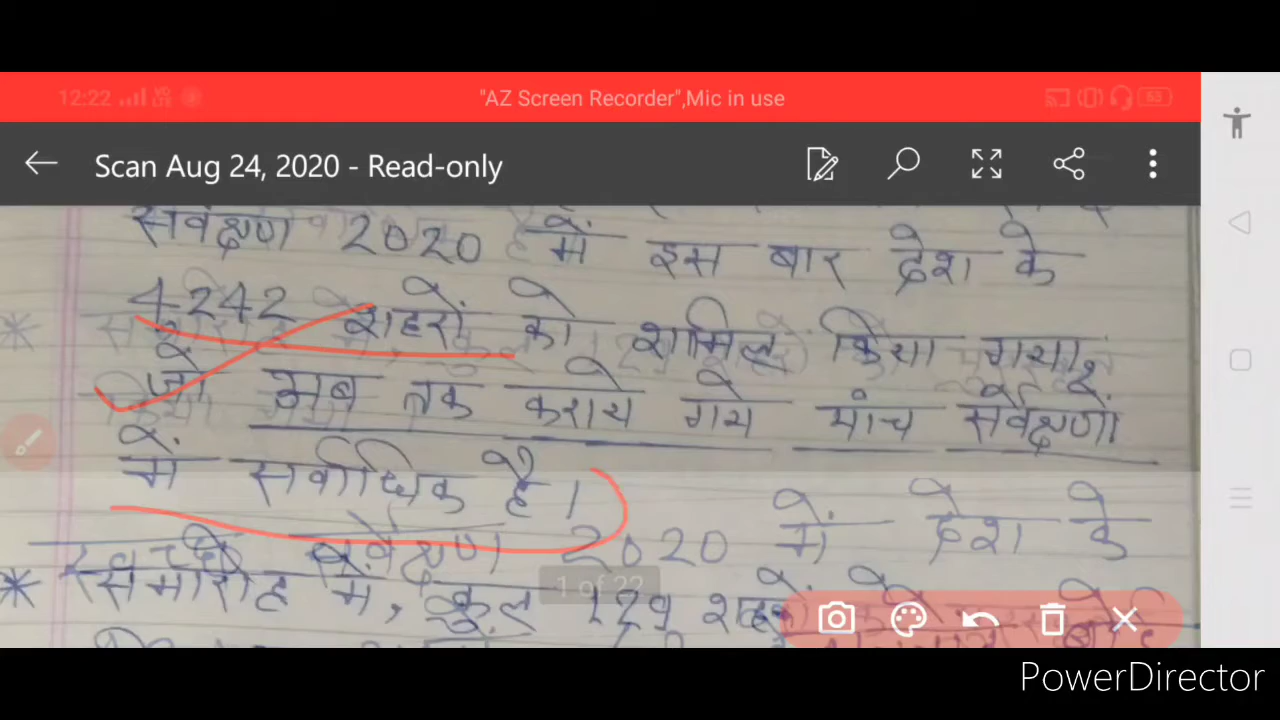 12:22
"AZ Screen Recorder",Mic in use
65
Scan Aug 24, 2020 - Read-only
सर्वेक्षण 2020 में इस बार देश के
4242 शहरों को शामिल किया गया,
जो अब तक कराये गये पांच सर्वेक्षणों
में सर्वाधिक है।
2020 में देश के
सर्वेक्षण
समारोह में, कुल 129
1 of 22
PowerDirector